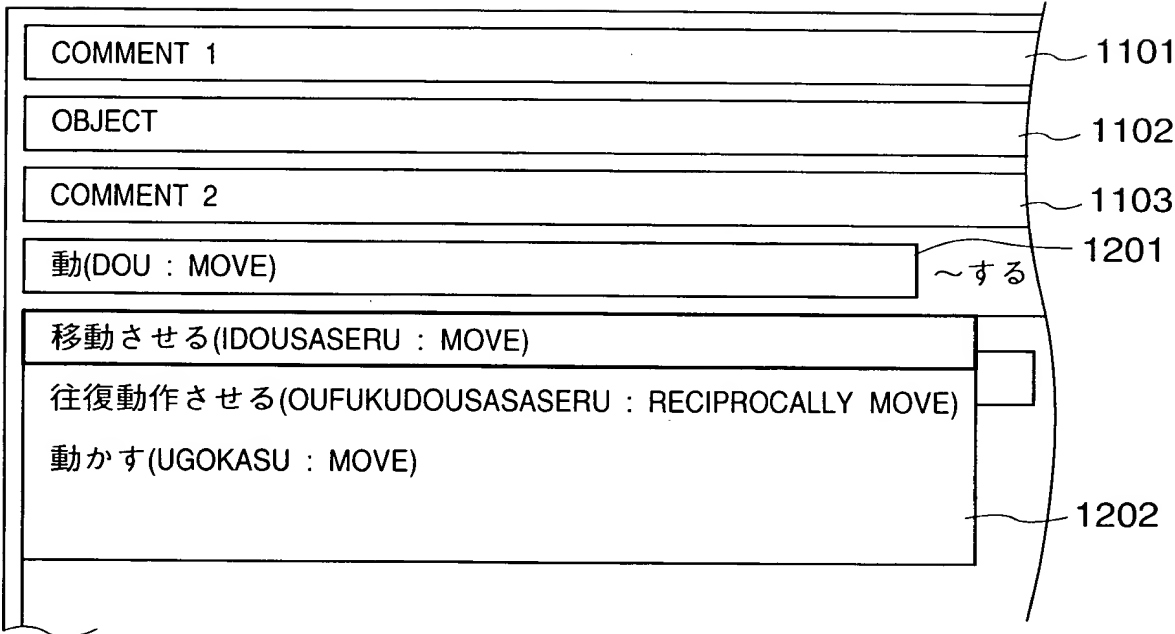 COMMENT 1 1101
OBJECT 1102
COMMENT 2 1103
動(DOU : MOVE) ～する 1201
移動させる(IDOUSASERU : MOVE)
往復動作させる(OUFUKUDOUSASASERU : RECIPROCALLY MOVE)
動かす(UGOKASU : MOVE)
1202